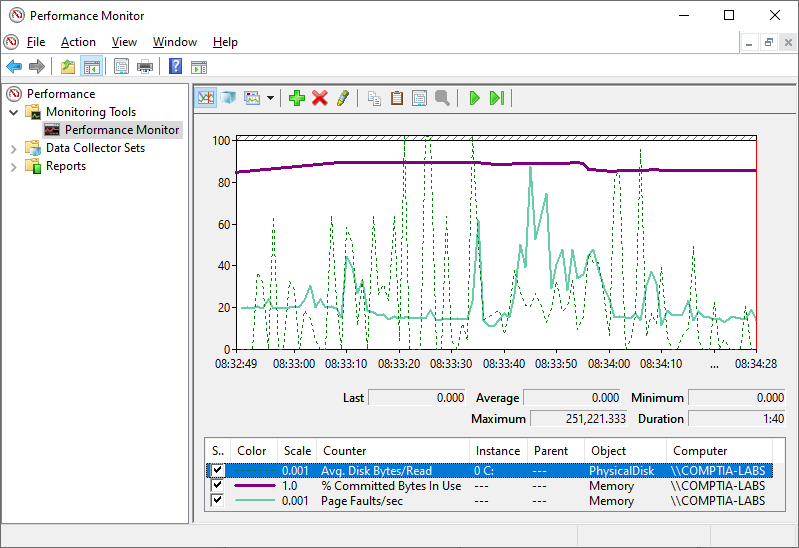 Performance Monitor
File Action View Window Help
Performance
Monitoring Tools
Performance Monitor
Data Collector Sets
Reports
100
80
60
40
20
0
08:32:49 08:33:00 08:33:10 08:33:20 08:33:30 08:33:40 08:33:50 08:34:00 08:34:10 ... 08:34:28
Last 0.000 Average 0.000 Minimum 0.000
Maximum 251,221.333 Duration 1:40
S.. Color Scale Counter Instance Parent Object Computer
0.001 Avg. Disk Bytes/Read 0 C: --- PhysicalDisk \\COMPTIA-LABS
1.0 % Committed Bytes In Use --- --- Memory \\COMPTIA-LABS
0.001 Page Faults/sec --- --- Memory \\COMPTIA-LABS